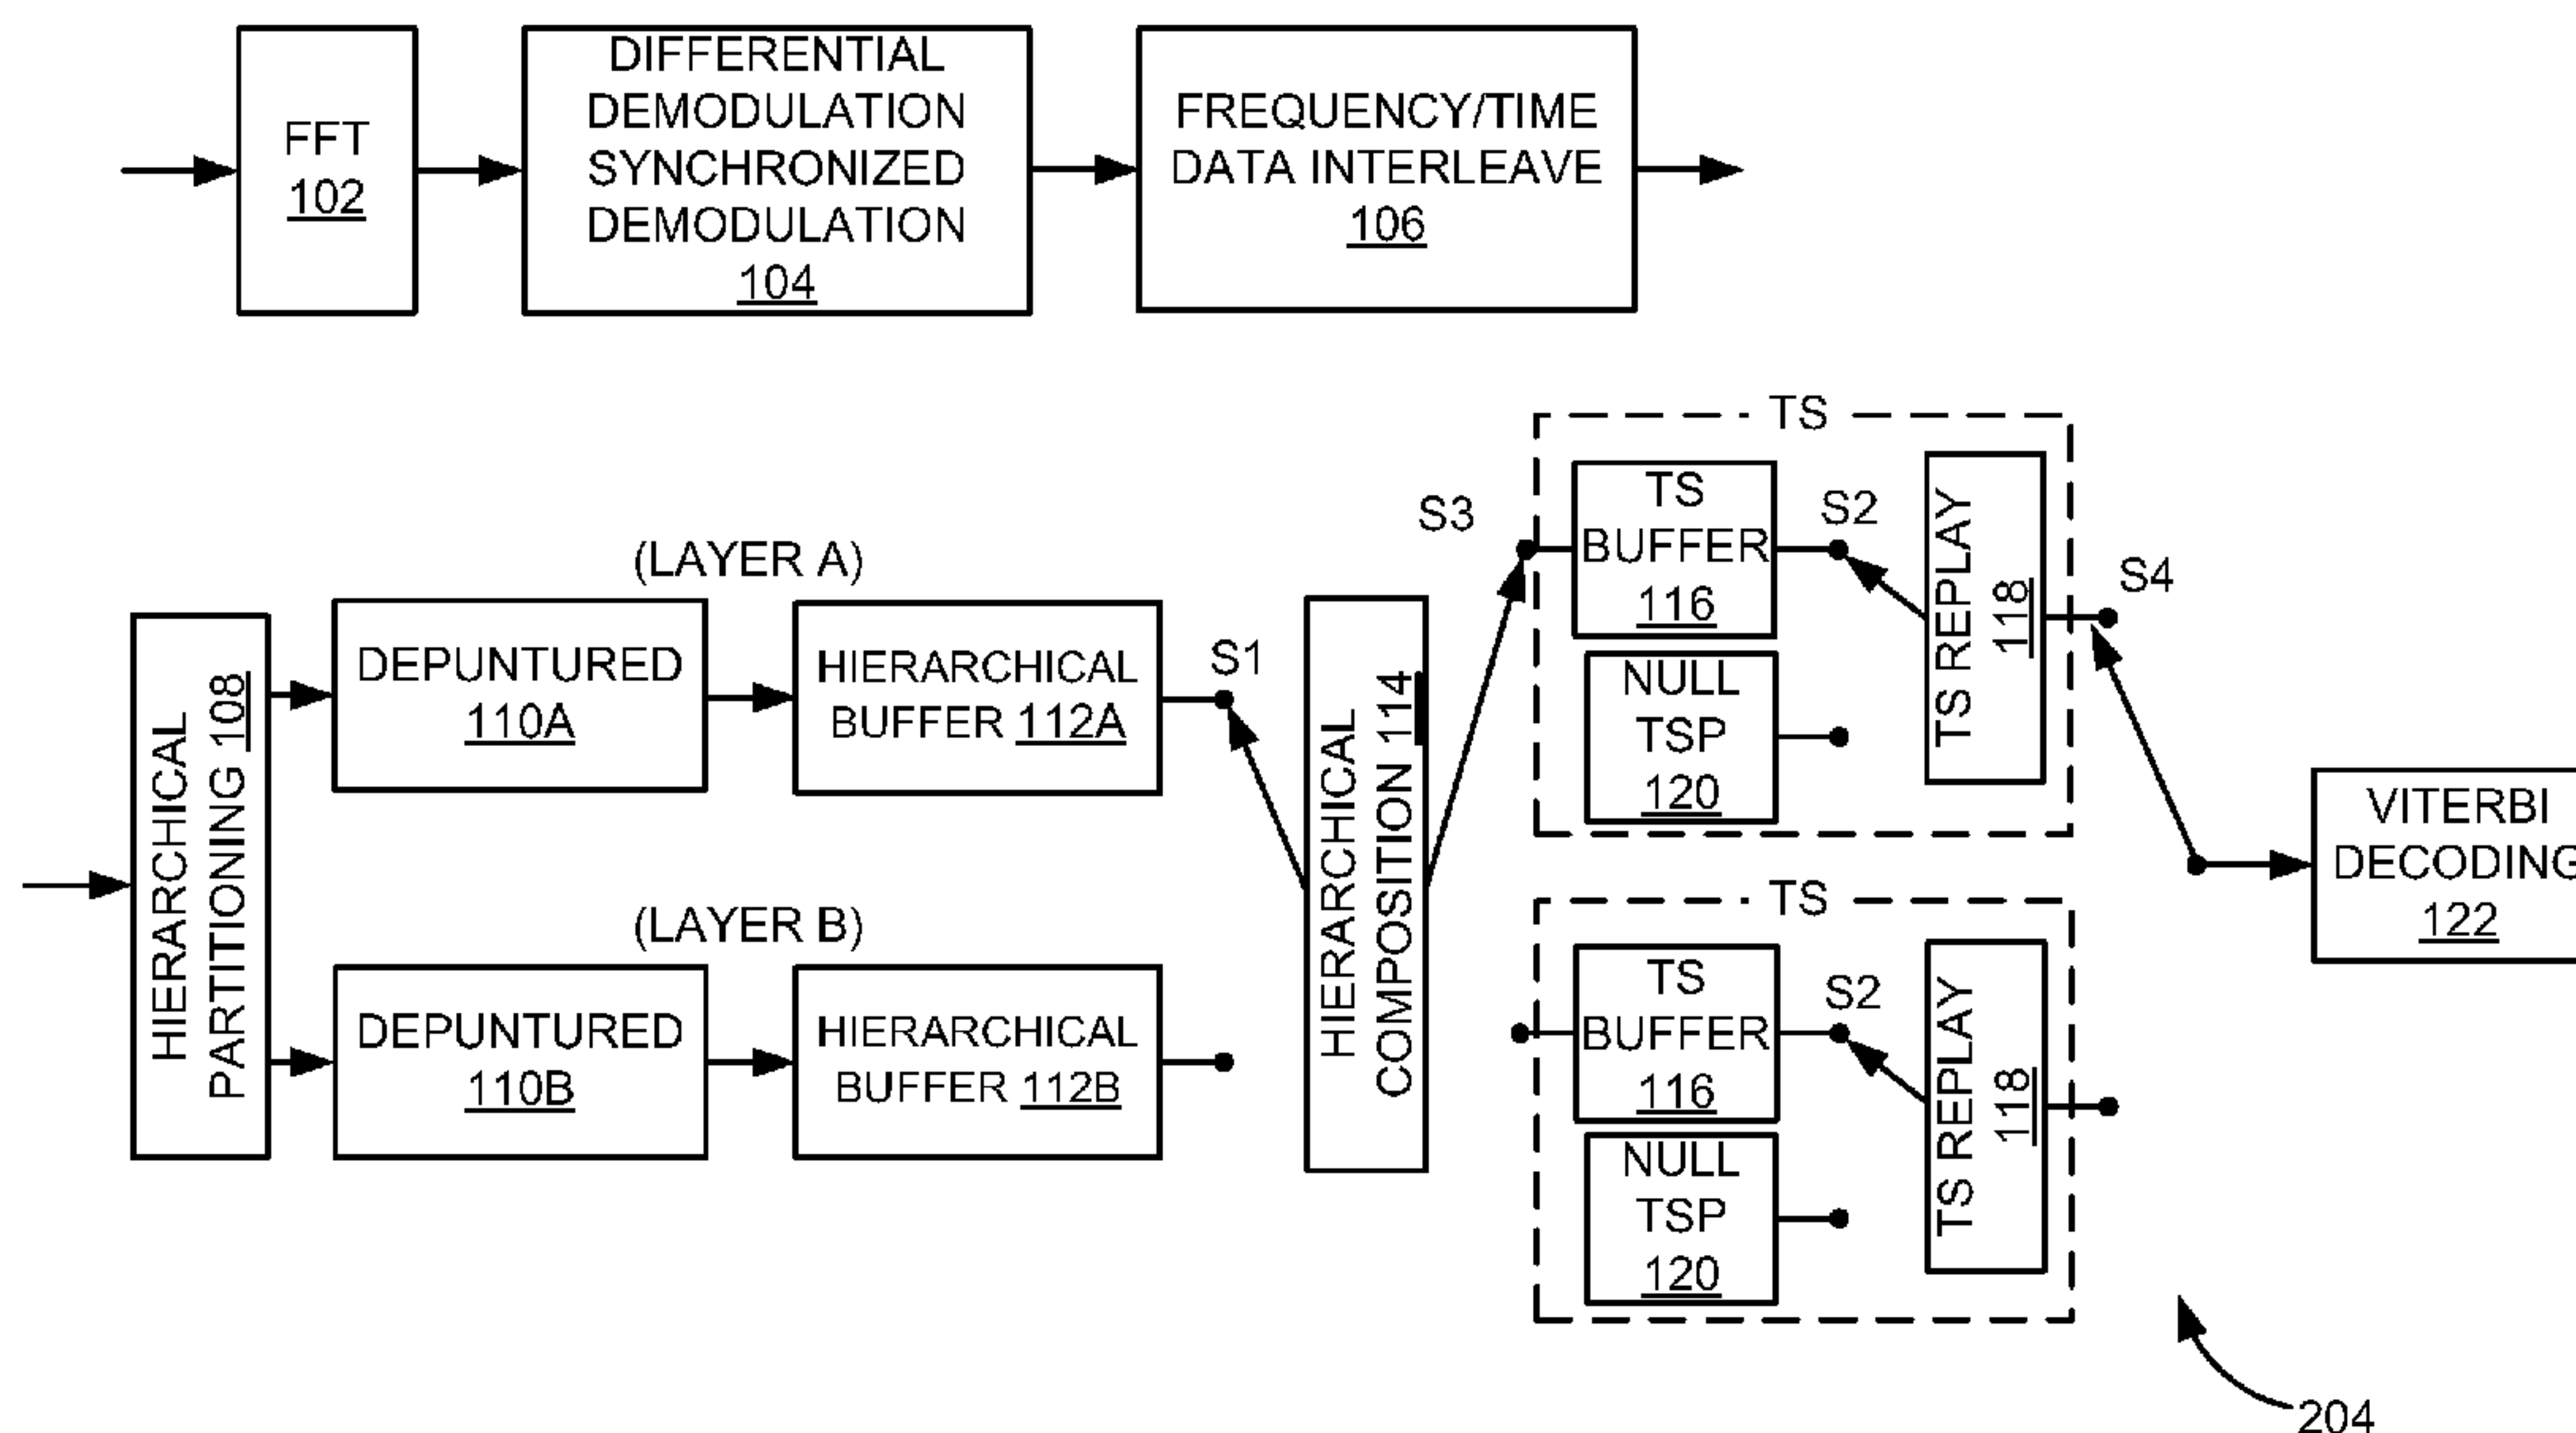 FFT
102
DIFFERENTIAL
DEMODULATION
SYNCHRONIZED
DEMODULATION
104
FREQUENCY/TIME
DATA INTERLEAVE
106
HIERARCHICAL
PARTITIONING 108
(LAYER A)
DEPUNTURED
110A
HIERARCHICAL
BUFFER 112A
S1
(LAYER B)
DEPUNTURED
110B
HIERARCHICAL
BUFFER 112B
HIERARCHICAL
COMPOSITION 114
S3
TS
TS
BUFFER
116
S2
NULL
TSP
120
TS REPLAY
118
S4
TS
TS
BUFFER
116
S2
NULL
TSP
120
TS REPLAY
118
VITERBI
DECODING
122
204